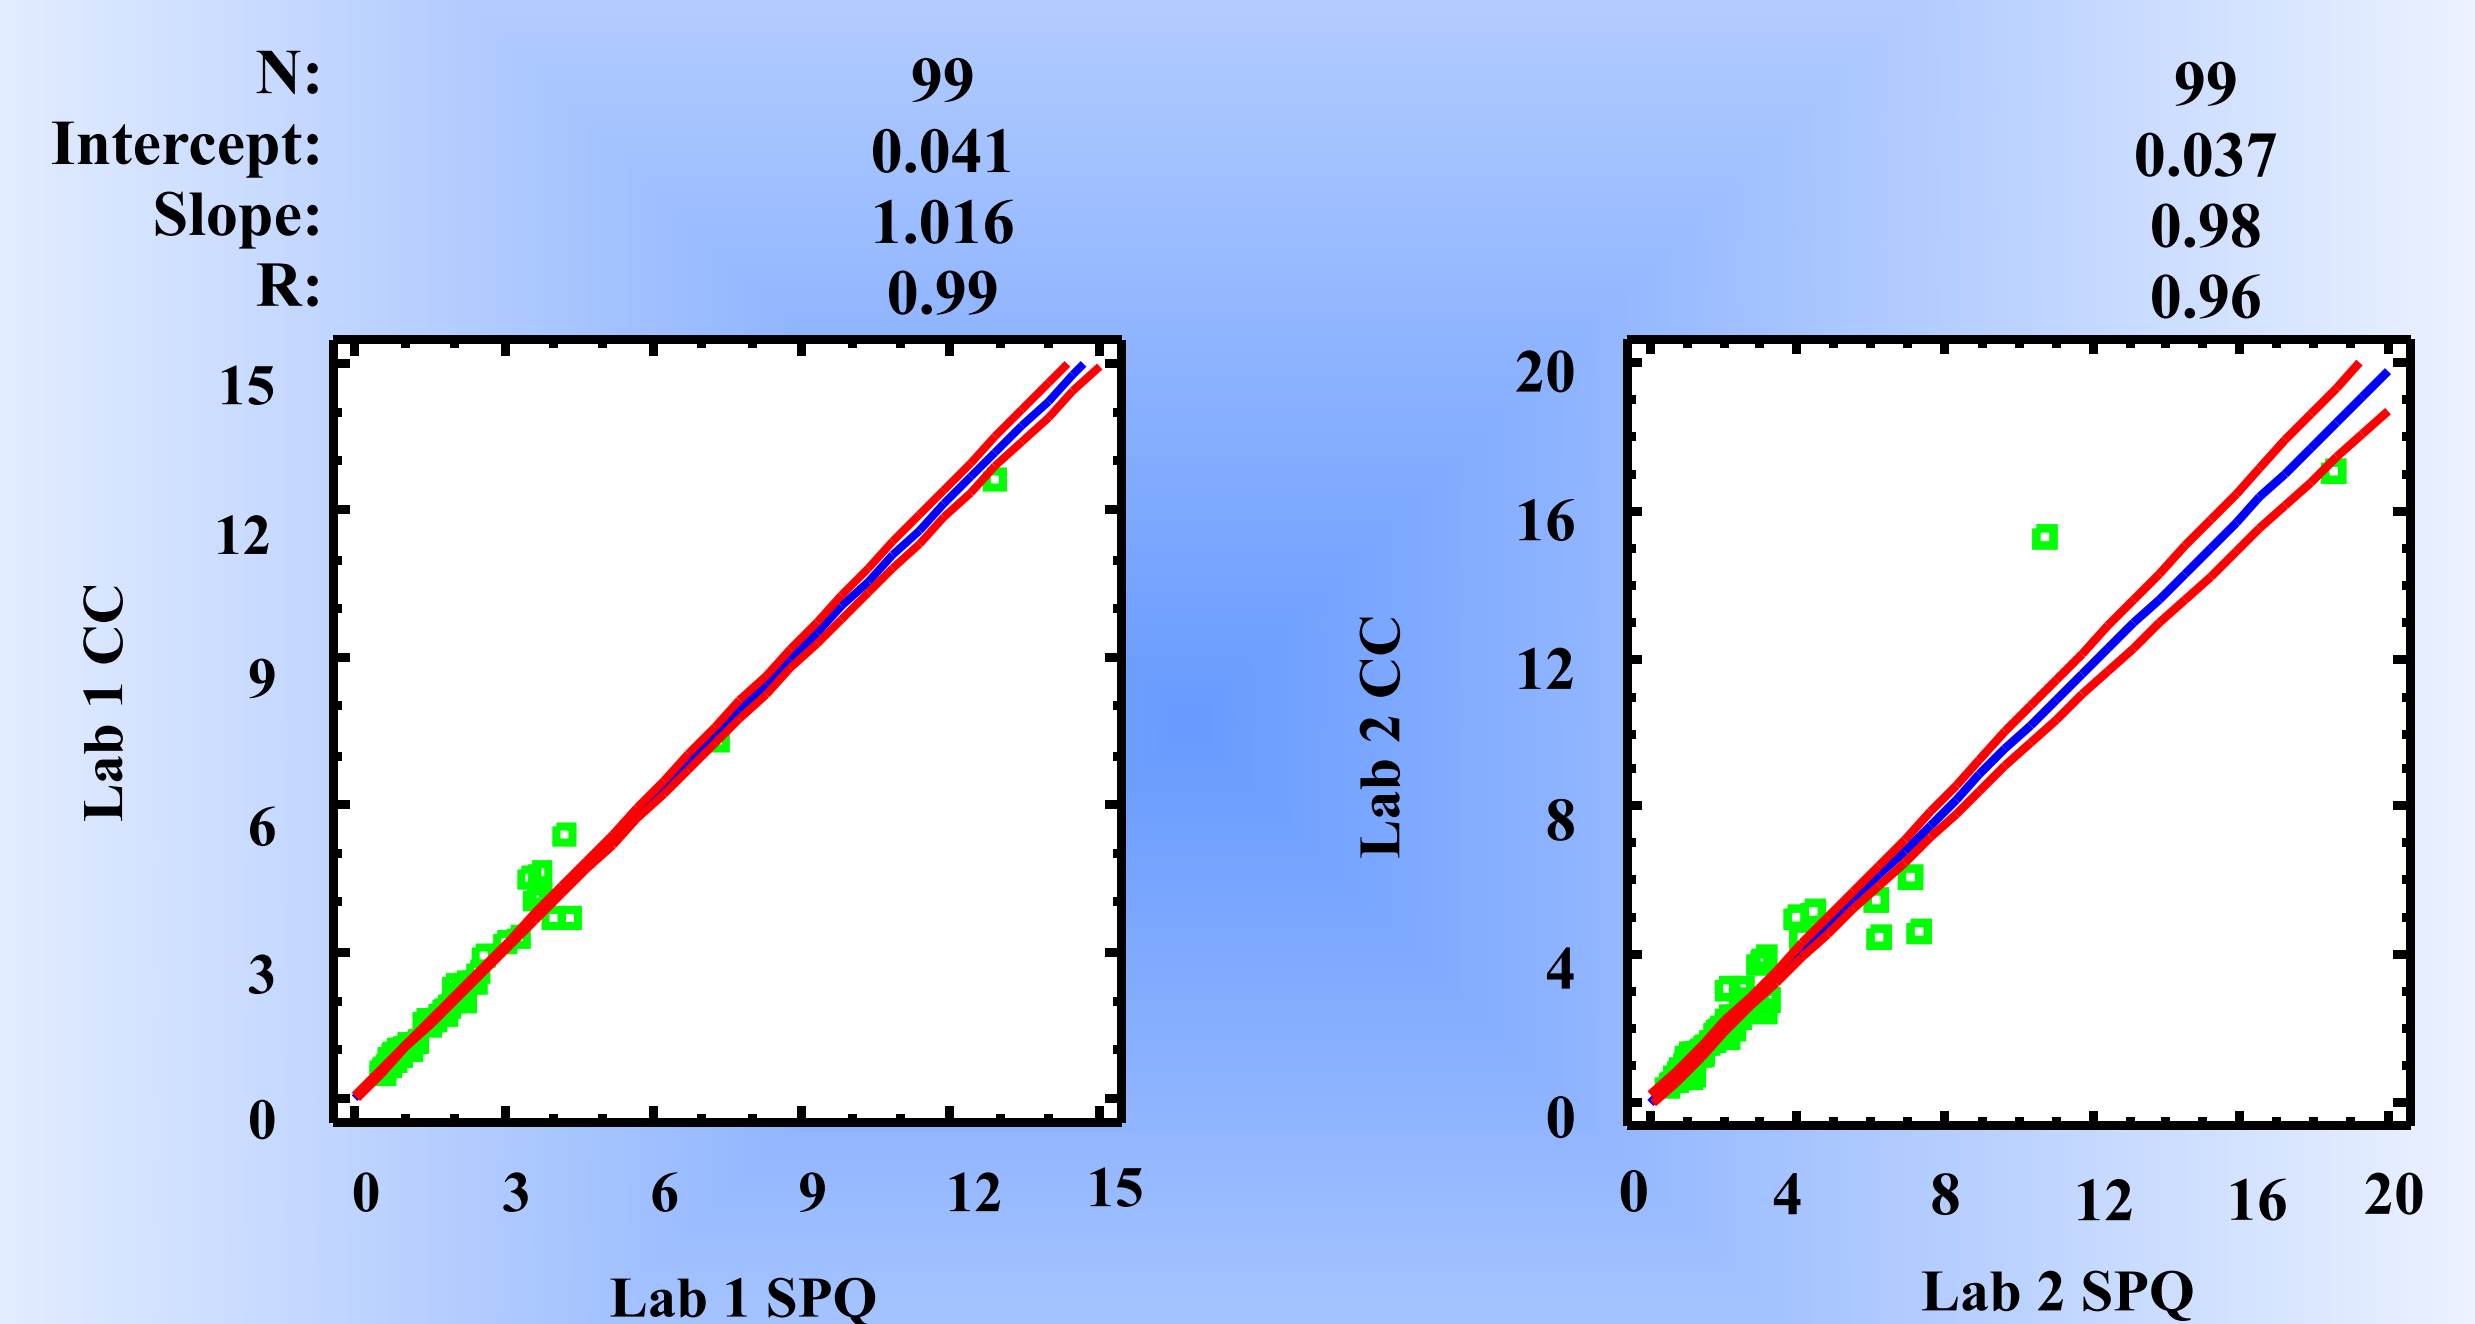 N: 99 99
Intercept: 0.041 0.037
Slope: 1.016 0.98
R: 0.99 0.96
15
12
9
6
3
0
Lab 1 CC
0 3 6 9 12 15
Lab 1 SPQ
20
16
12
8
4
0
Lab 2 CC
0 4 8 12 16 20
Lab 2 SPQ